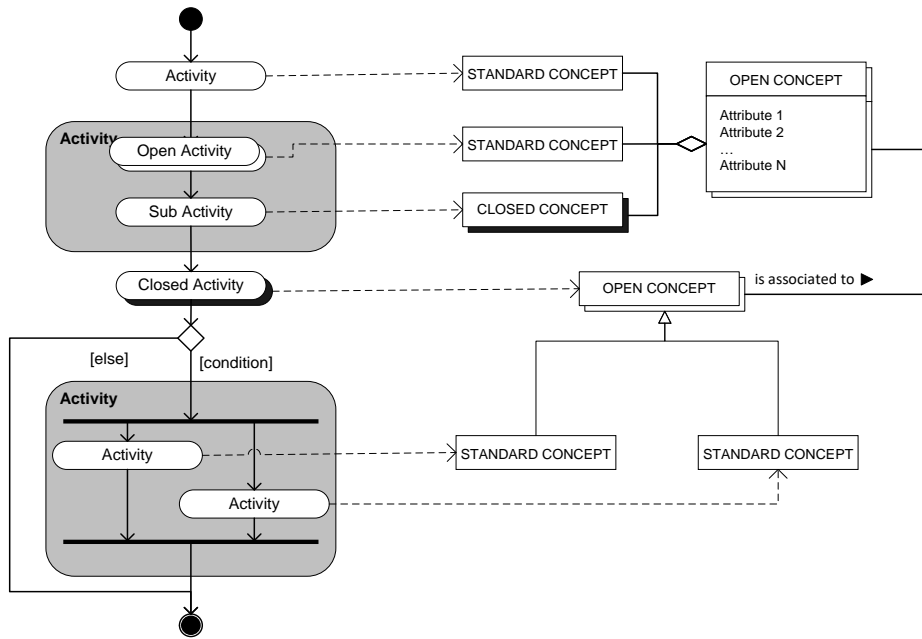 Activity
STANDARD CONCEPT
OPEN CONCEPT
Attribute 1
Attribute 2
...
Attribute N
Activity
Open Activity
STANDARD CONCEPT
Sub Activity
CLOSED CONCEPT
Closed Activity
OPEN CONCEPT
is associated to ►
[else]
[condition]
Activity
Activity
STANDARD CONCEPT
STANDARD CONCEPT
Activity